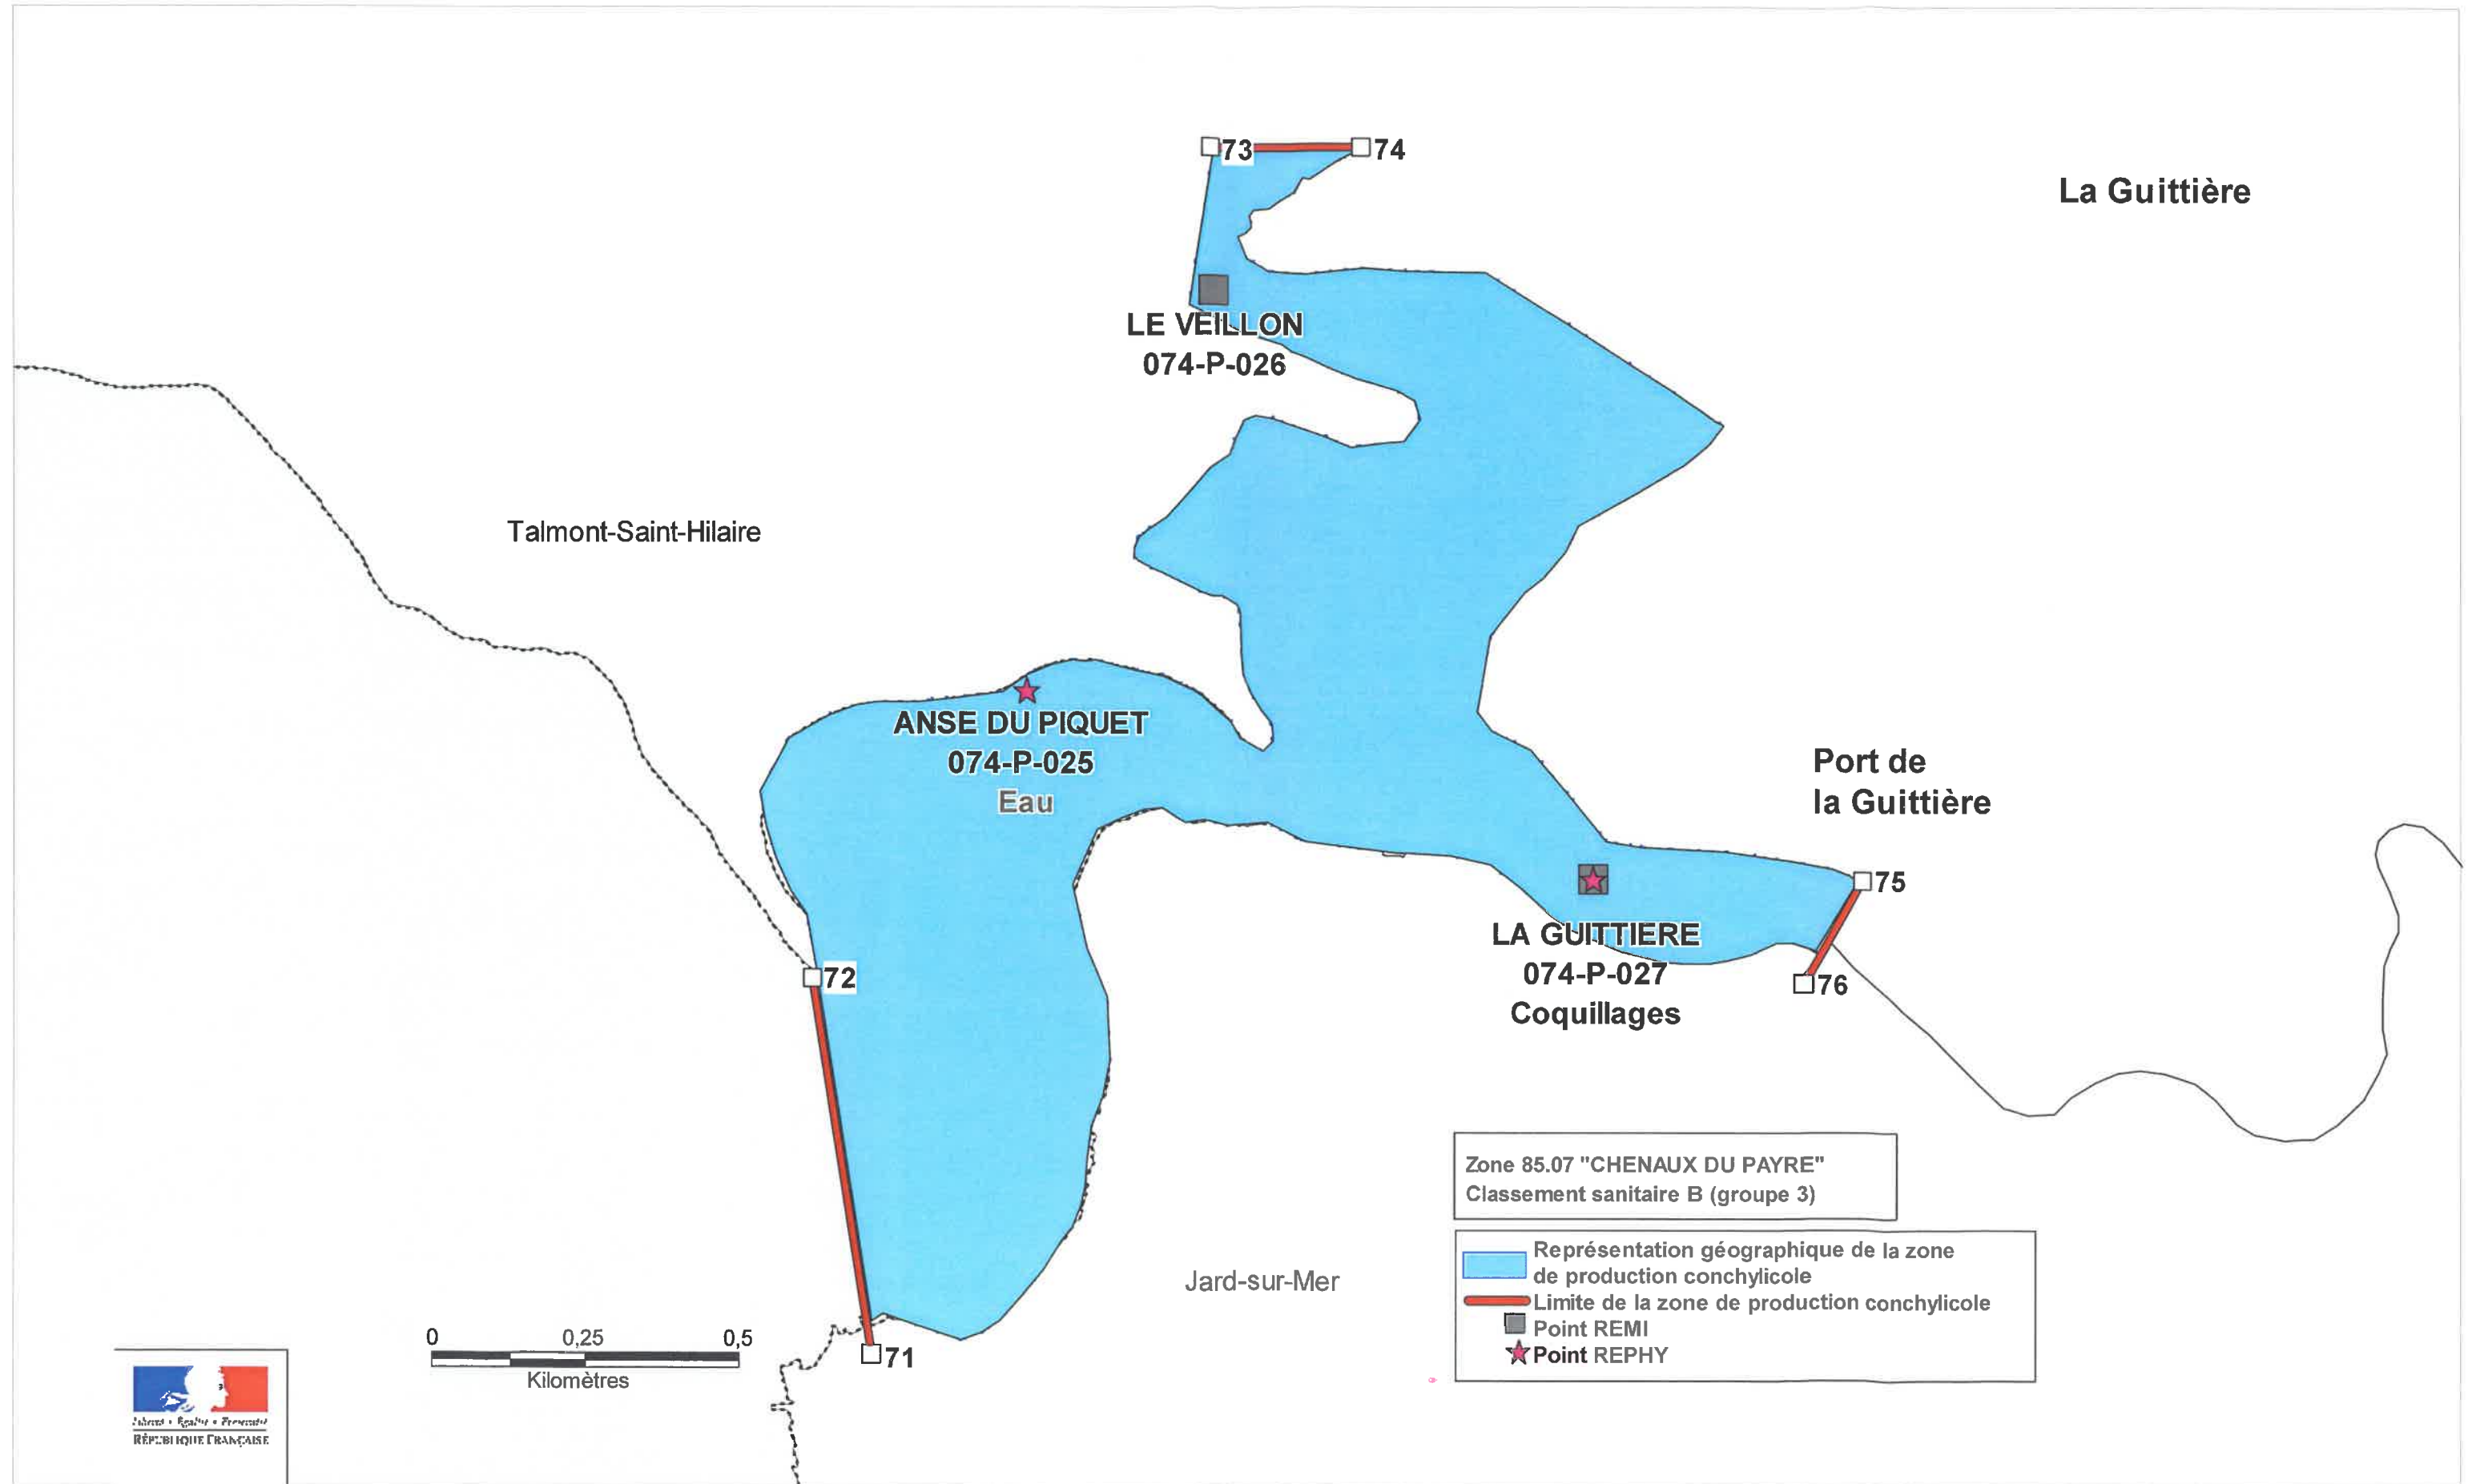 73
74
La Guittière
LE VEILLON
074-P-026
Talmont-Saint-Hilaire
ANSE DU PIQUET
074-P-025
Eau
Port de
la Guittière
75
LA GUITTIERE
074-P-027
Coquillages
76
72
Zone 85.07 "CHENAUX DU PAYRE"
Classement sanitaire B (groupe 3)
Représentation géographique de la zone
de production conchylicole
Limite de la zone de production conchylicole
Point REMI
Point REPHY
Jard-sur-Mer
71
0 0,25 0,5
Kilomètres
Liberté • Égalité • Fraternité
RÉPUBLIQUE FRANÇAISE